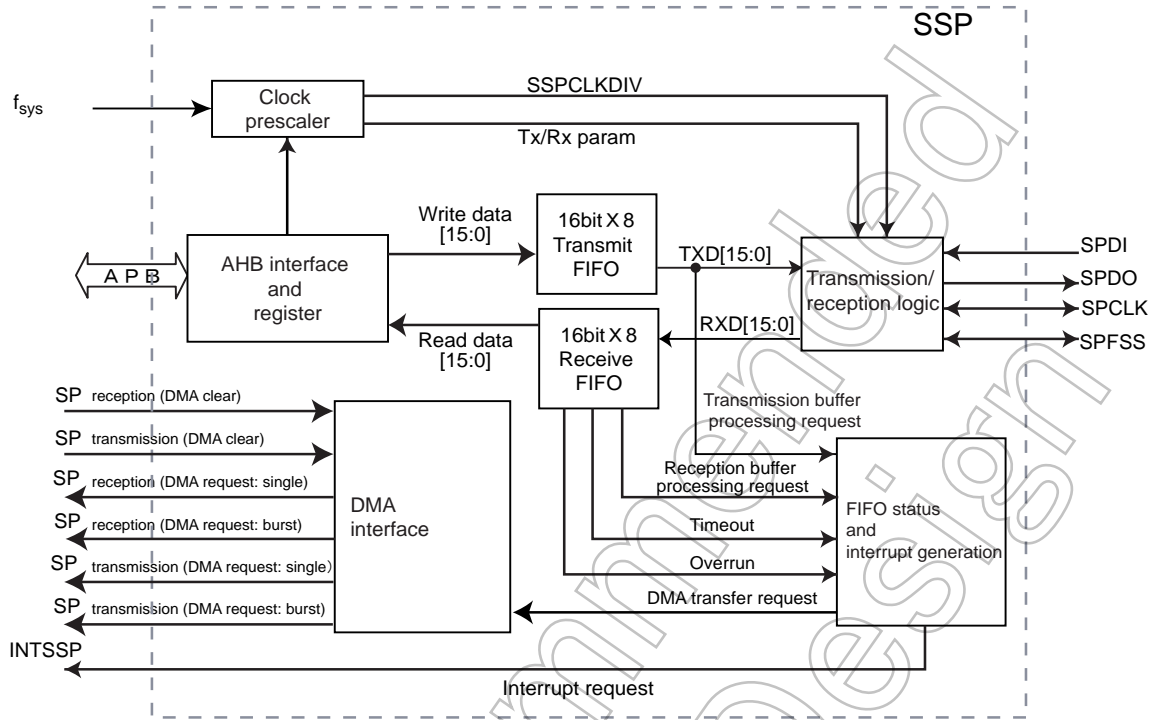 SSP
fsys
Clock
prescaler
SSPCLKDIV
Tx/Rx param
Write data
[15:0]
16bit X 8
Transmit
FIFO
TXD[15:0]
A P B
AHB interface
and
register
Transmission/
reception logic
SPDI
SPDO
SPCLK
SPFSS
Read data
[15:0]
16bit X 8
Receive
FIFO
RXD[15:0]
SP reception (DMA clear)
SP transmission (DMA clear)
SP reception (DMA request: single)
SP reception (DMA request: burst)
SP transmission (DMA request: single)
SP transmission (DMA request: burst)
INTSSP
DMA
interface
Transmission buffer
processing request
Reception buffer
processing request
Timeout
Overrun
DMA transfer request
FIFO status
and
interrupt generation
Interrupt request
mmended
Design